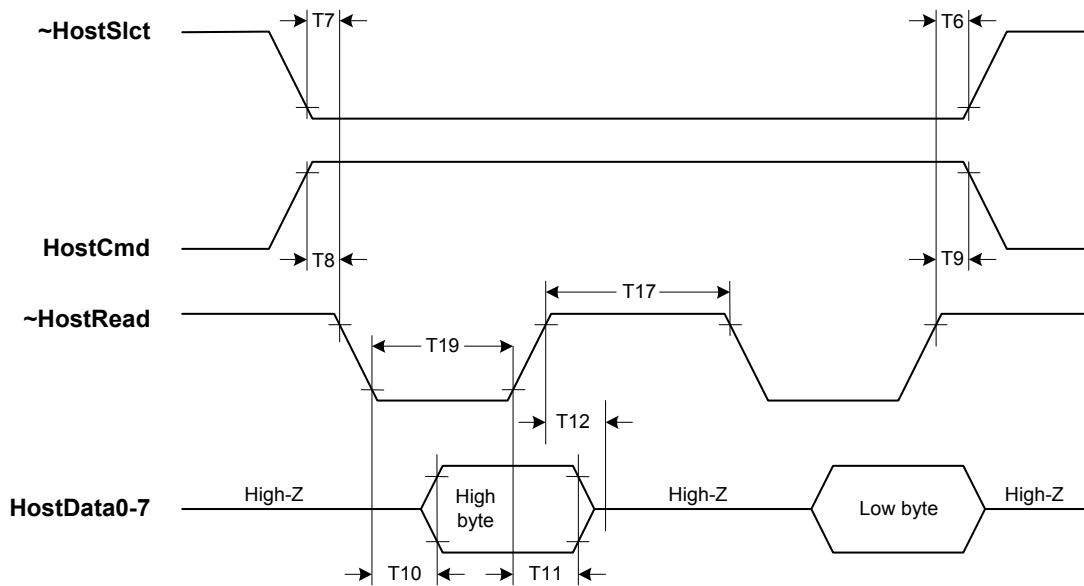 ~HostSlct
T7
T6
HostCmd
T8
T9
~HostRead
T17
T19
T12
HostData0-7
High-Z
High
byte
High-Z
Low byte
High-Z
T10
T11